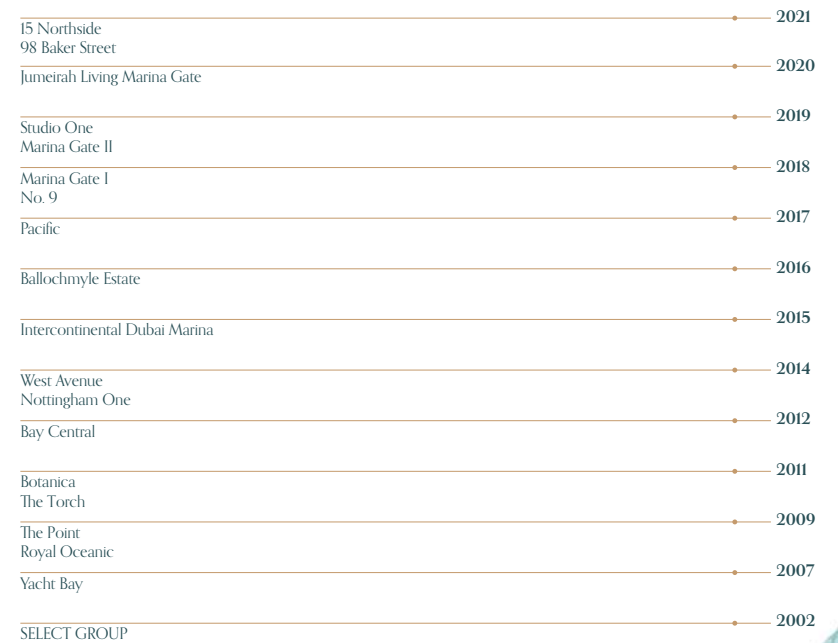 2021
15 Northside
98 Baker Street
2020
Jumeirah Living Marina Gate
2019
Studio One
Marina Gate II
2018
Marina Gate I
No. 9
2017
Pacific
2016
Ballochmyle Estate
2015
Intercontinental Dubai Marina
2014
West Avenue
Nottingham One
2012
Bay Central
2011
Botanica
The Torch
2009
The Point
Royal Oceanic
2007
Yacht Bay
2002
SELECT GROUP